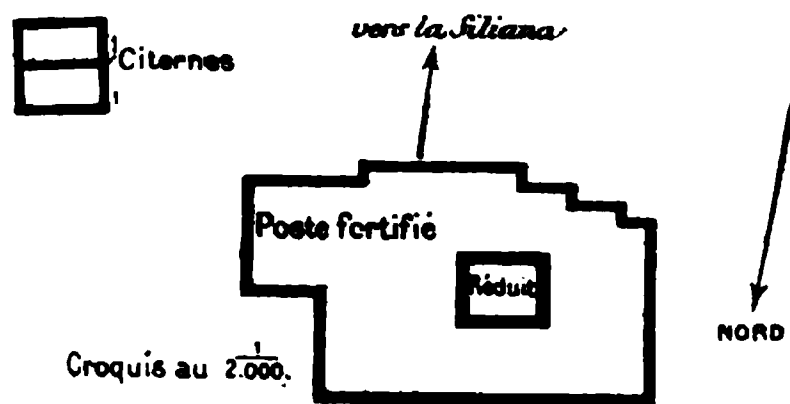 vers la Siliana
Citernes
Poste fortifié
Réduit
NORD
Croquis au 1/2.000.